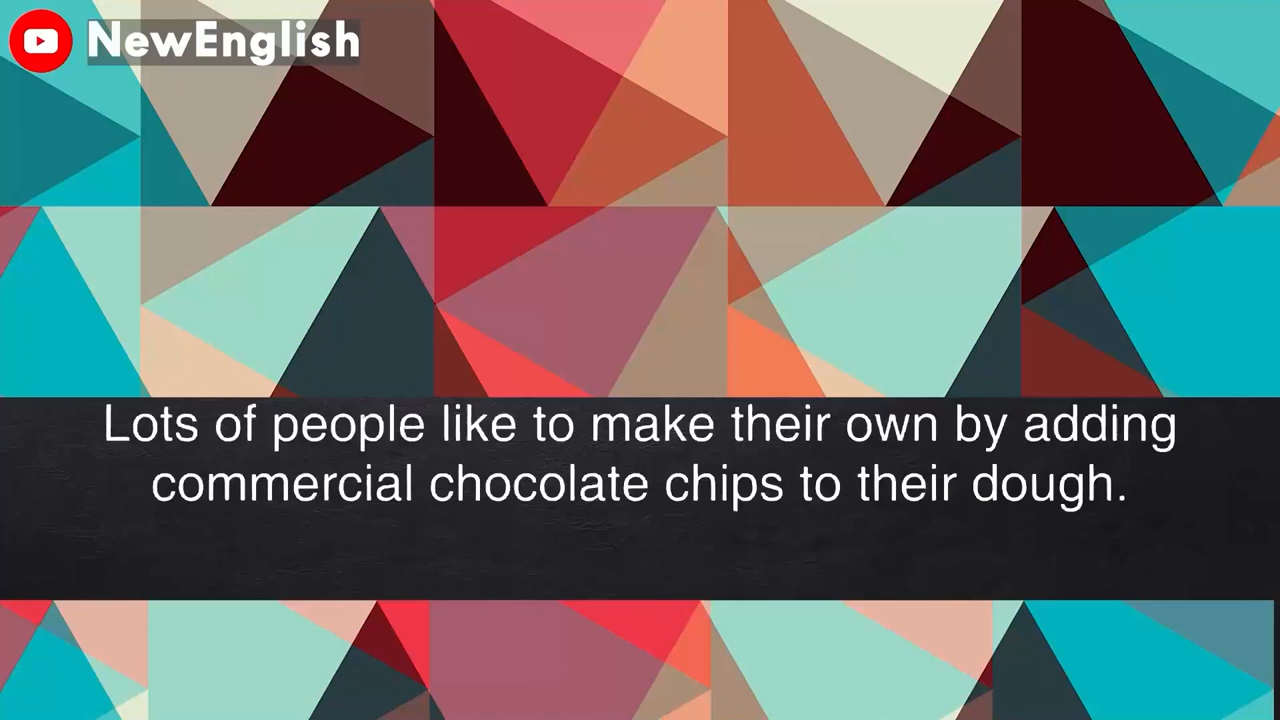 NewEnglish
Lots of people like to make their own by adding
commercial chocolate chips to their dough.